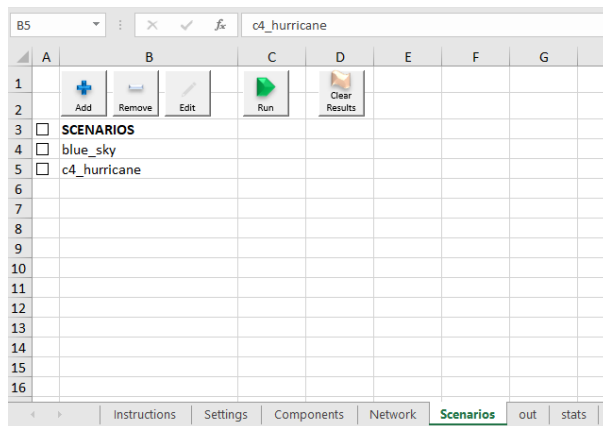 B5 fx c4_hurricane
A B C D E F G
1
Add Remove Edit Run Clear Results
2
3 SCENARIOS
4 blue_sky
5 c4_hurricane
6
7
8
9
10
11
12
13
14
15
16
Instructions Settings Components Network Scenarios out stats